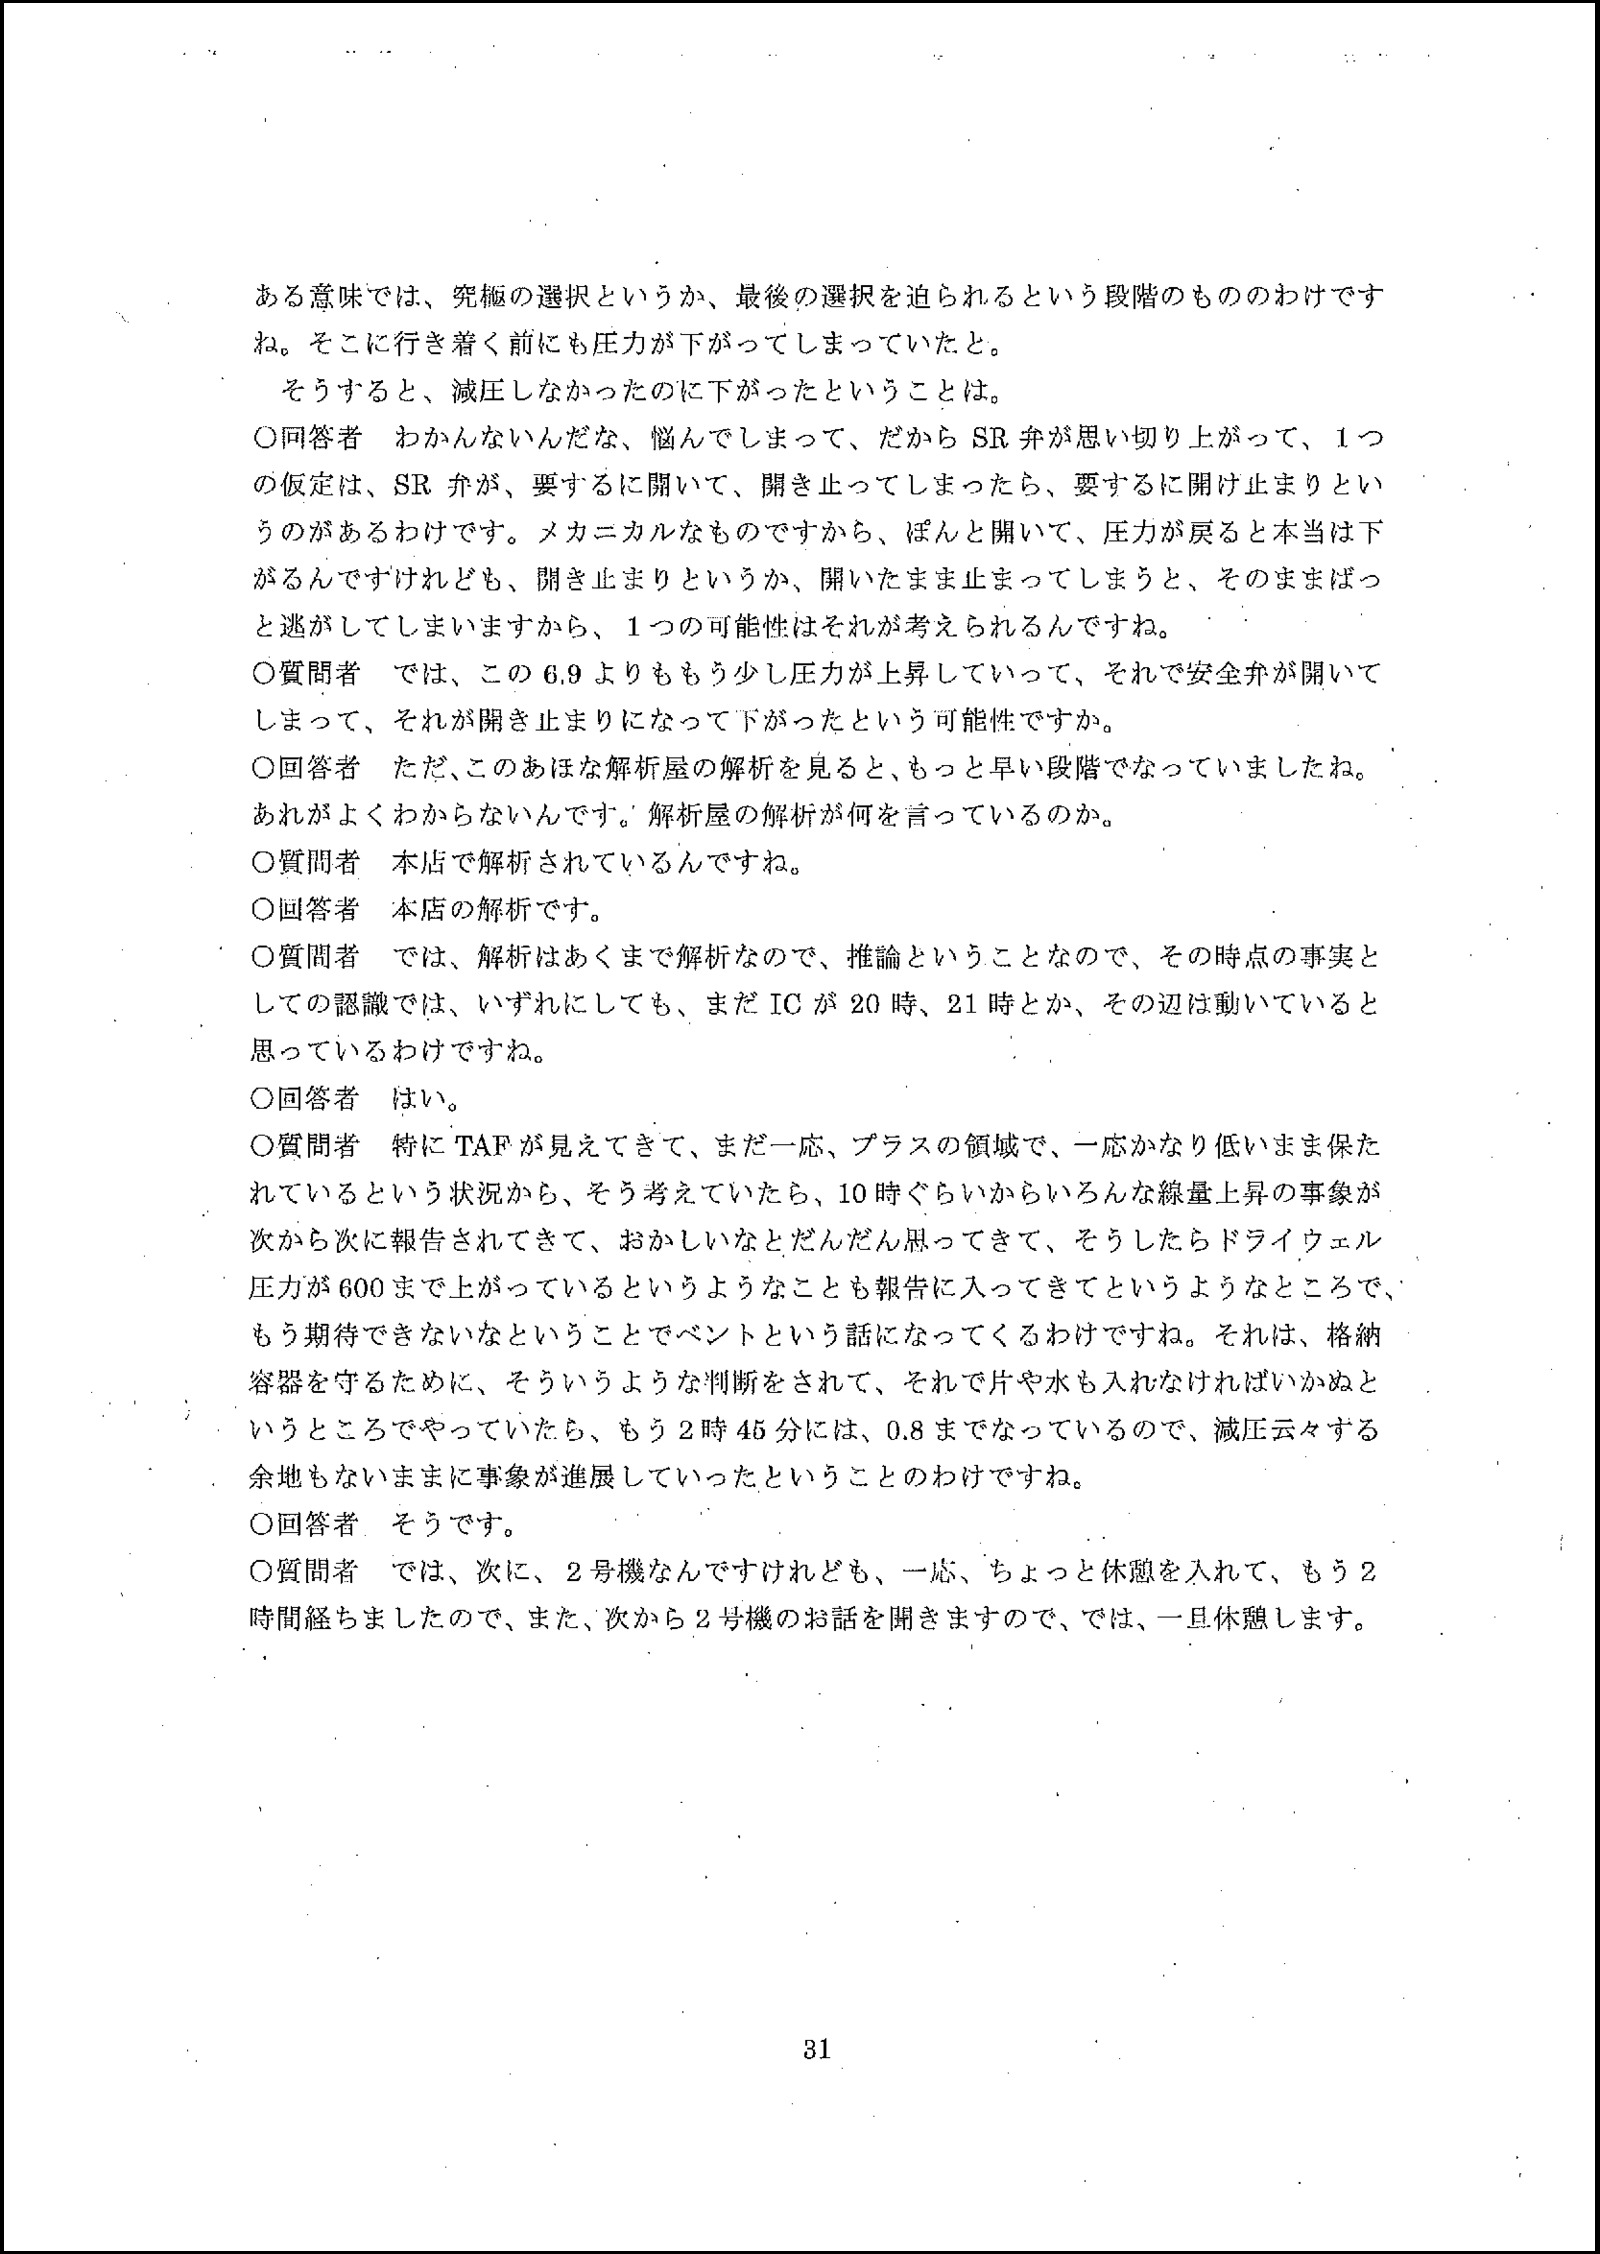 ある意味では、究極の選択というか、最後の選択を迫られるという段階のもののわけです
ね。そこに行き着く前にも圧力が下がってしまっていたと。
　そうすると、減圧しなかったのに下がったということは。
〇回答者　わかんないんだな、悩んでしまって、だから SR 弁が思い切り上がって、１つ
の仮定は、SR 弁が、要するに開いて、開き止ってしまったら、要するに開け止まりとい
うのがあるわけです。メカニカルなものですから、ぽんと開いて、圧力が戻ると本当は下
がるんですけれども、開き止まりというか、開いたまま止まってしまうと、そのままばっ
と逃がしてしまいますから、１つの可能性はそれが考えられるんですね。
〇質問者　では、この 6.9 よりももう少し圧力が上昇していって、それで安全弁が開いて
しまって、それが開き止まりになって下がったという可能性ですか。
〇回答者　ただ、このあほな解析屋の解析を見ると、もっと早い段階でなっていましたね。
あれがよくわからないんです。解析屋の解析が何を言っているのか。
〇質問者　本店で解析されているんですね。
〇回答者　本店の解析です。
〇質問者　では、解析はあくまで解析なので、推論ということなので、その時点の事実と
しての認識では、いずれにしても、まだ IC が 20 時、21 時とか、その辺は動いていると
思っているわけですね。
〇回答者　はい。
〇質問者　特に TAF が見えてきて、まだ一応、プラスの領域で、一応かなり低いまま保た
れているという状況から、そう考えていたら、10 時ぐらいからいろんな線量上昇の事象が
次から次に報告されてきて、おかしいなとだんだん思ってきて、そうしたらドライウェル
圧力が 600 まで上がっているというようなことも報告に入ってきてというようなところで、
もう期待できないなということでベントという話になってくるわけですね。それは、格納
容器を守るために、そういうような判断をされて、それで片や水も入れなければいかぬと
いうところでやっていたら、もう２時 45 分には、0.8 までなっているので、減圧云々する
余地もないままに事象が進展していったということのわけですね。
〇回答者　そうです。
〇質問者　では、次に、２号機なんですけれども、一応、ちょっと休憩を入れて、もう２
時間経ちましたので、また、次から２号機のお話を聞きますので、では、一旦休憩します。
31